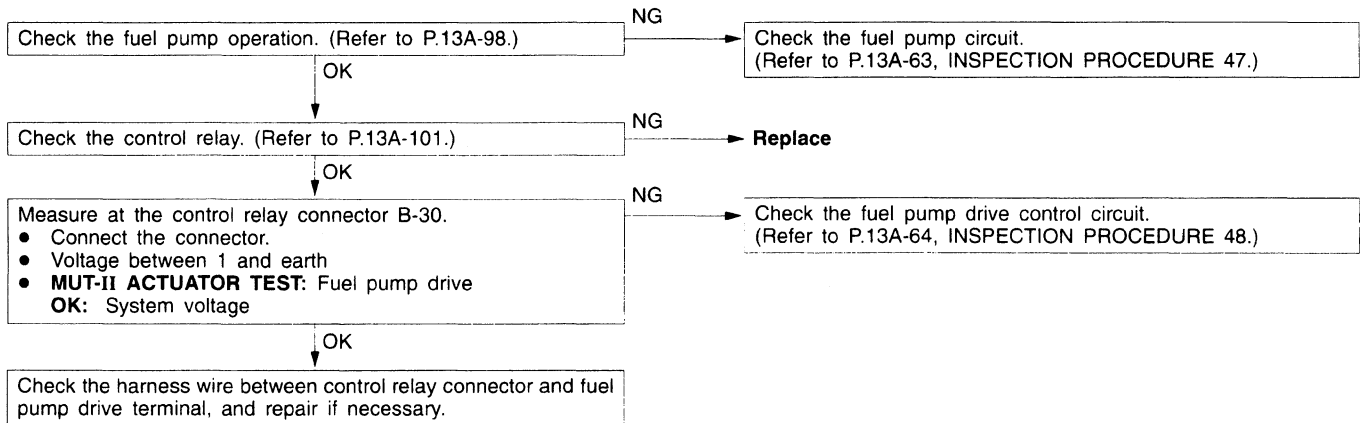 Check the fuel pump operation. (Refer to P.13A-98.)
NG
Check the fuel pump circuit.
(Refer to P.13A-63, INSPECTION PROCEDURE 47.)
OK
Check the control relay. (Refer to P.13A-101.)
NG
Replace
OK
Measure at the control relay connector B-30.
● Connect the connector.
● Voltage between 1 and earth
● MUT-II ACTUATOR TEST: Fuel pump drive
OK: System voltage
NG
Check the fuel pump drive control circuit.
(Refer to P.13A-64, INSPECTION PROCEDURE 48.)
OK
Check the harness wire between control relay connector and fuel
pump drive terminal, and repair if necessary.